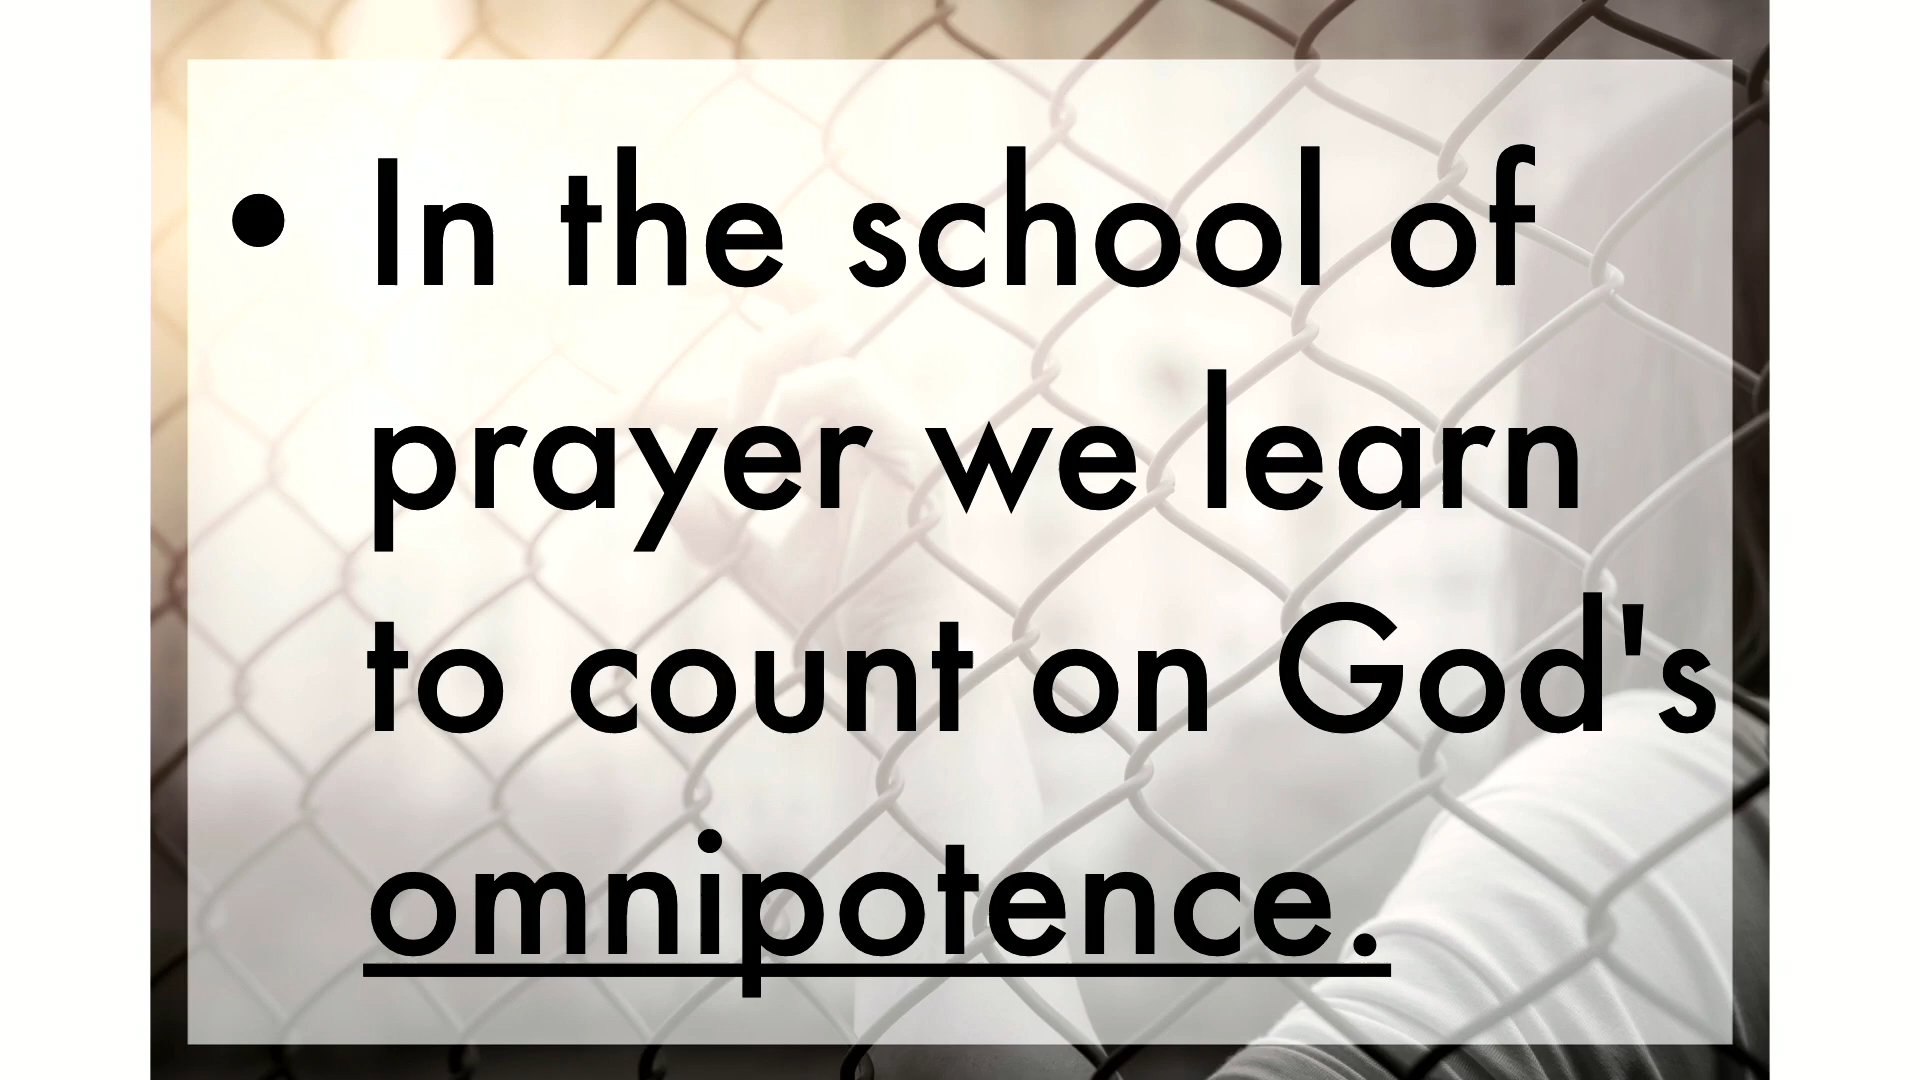 • In the school of
prayer we learn
to count on God's
omnipotence.